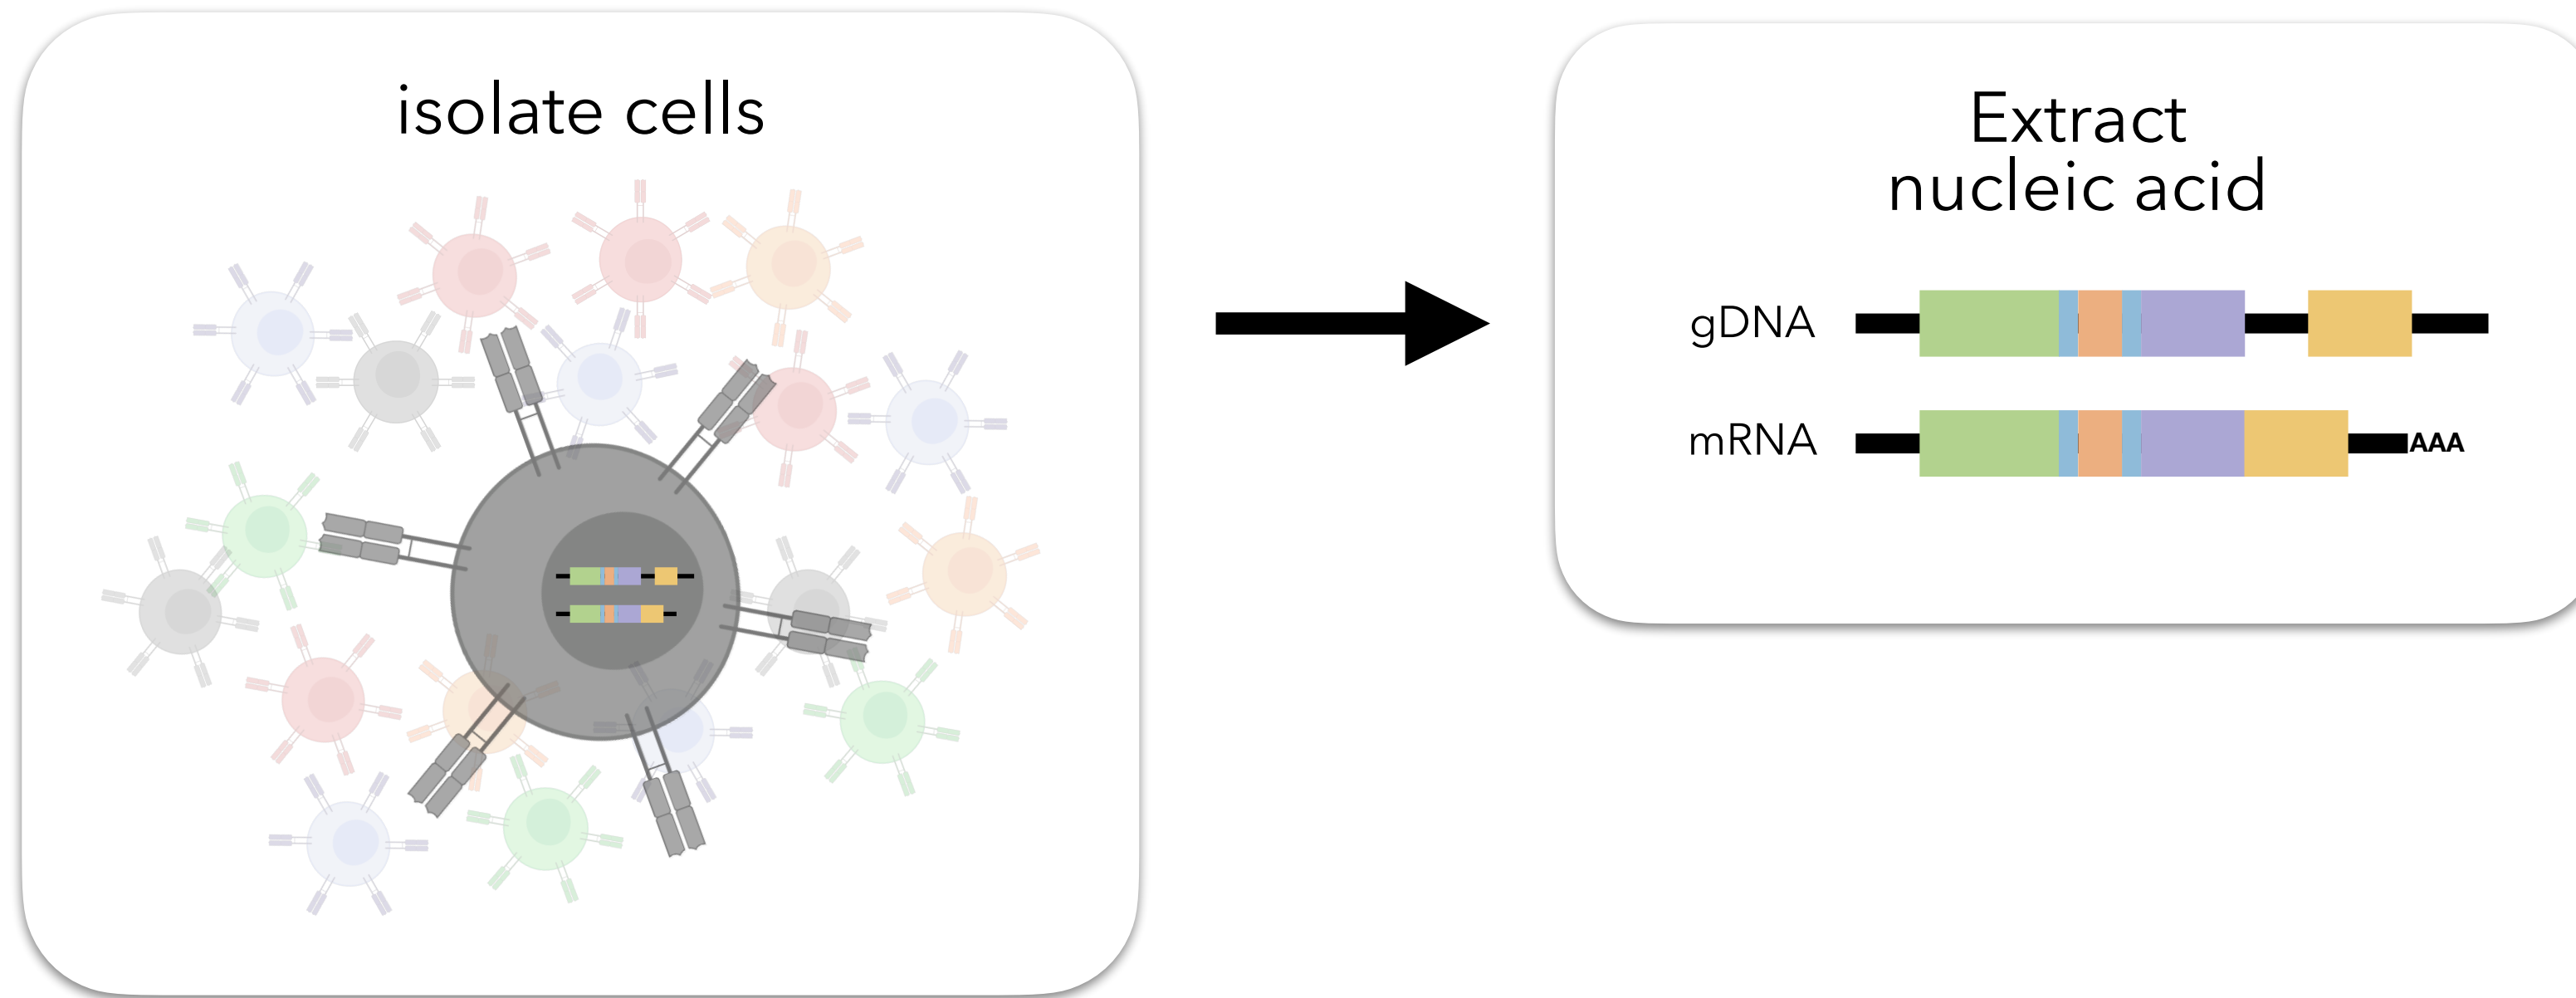 isolate cells
Extract
nucleic acid
gDNA
mRNA
AAA